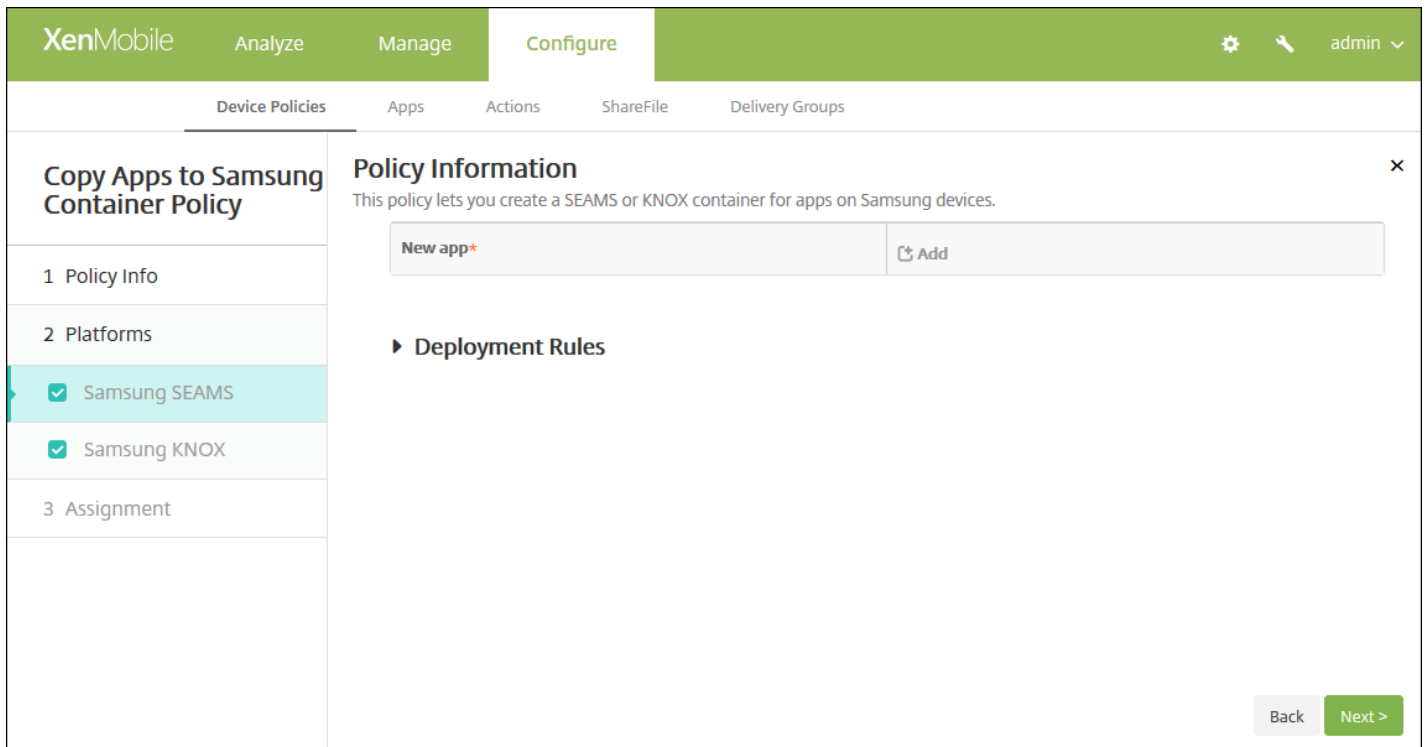 XenMobile Analyze Manage Configure admin
Device Policies Apps Actions ShareFile Delivery Groups
Copy Apps to Samsung
Container Policy
1 Policy Info
2 Platforms
Samsung SEAMS
Samsung KNOX
3 Assignment
Policy Information
This policy lets you create a SEAMS or KNOX container for apps on Samsung devices.
New app* Add
Deployment Rules
Back Next >